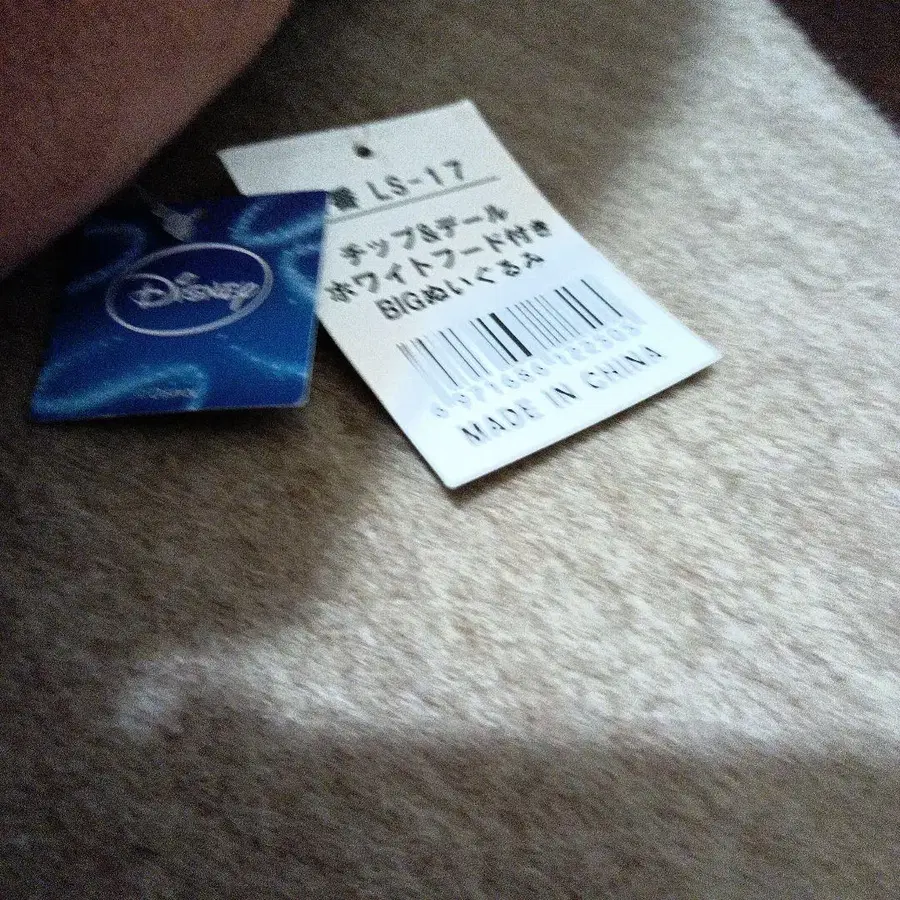 Disney
番 LS-17
チップ&デール
ホワイトフード付き
BIGぬいぐるみ
MADE IN CHINA